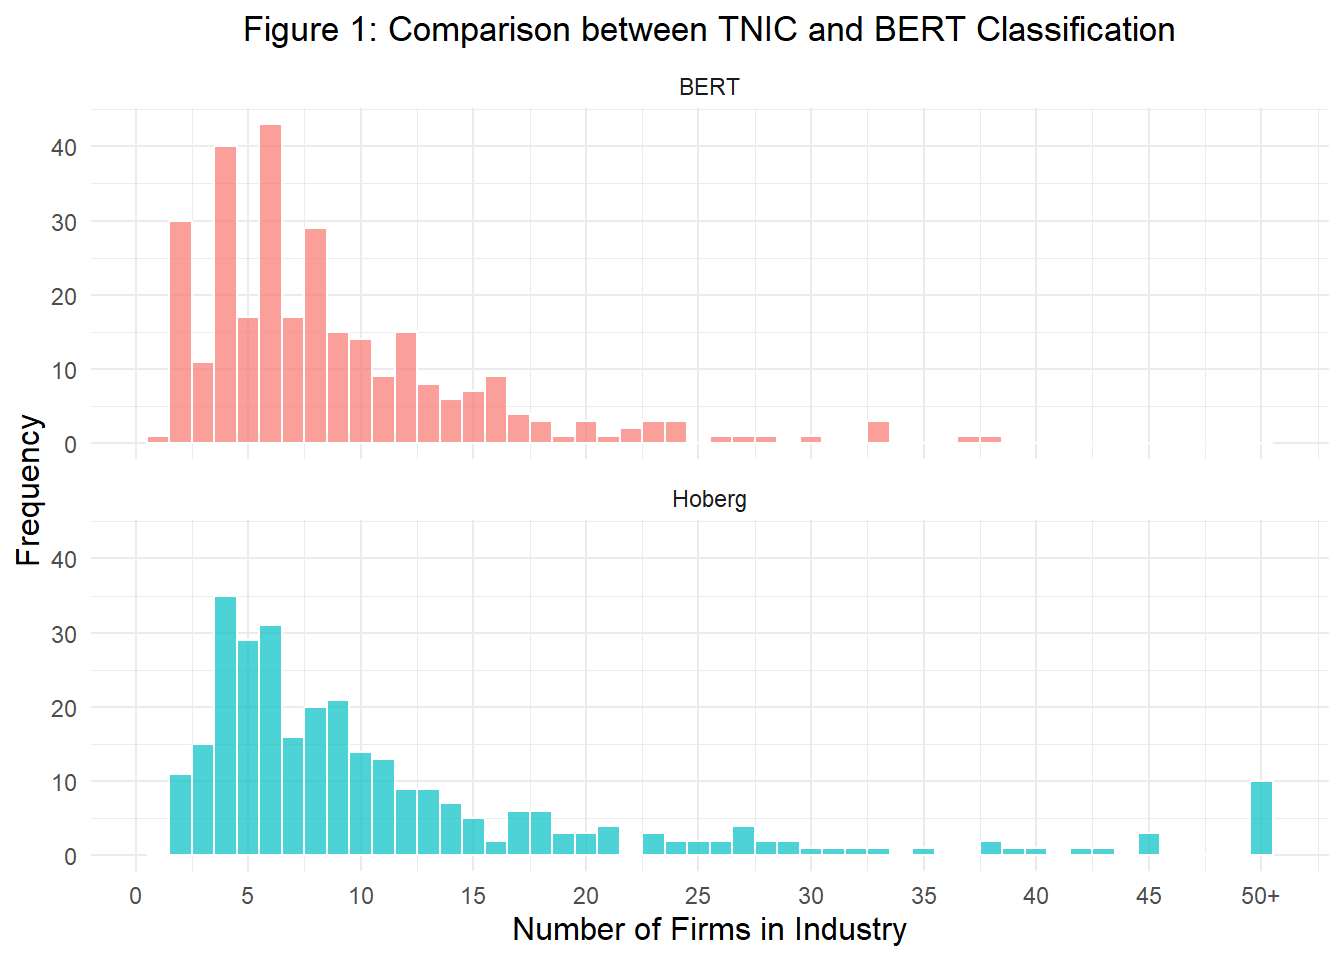 Figure 1: Comparison between TNIC and BERT Classification
BERT
40
30
20
10
0
Frequency
Hoberg
40
30
20
10
0
0 5 10 15 20 25 30 35 40 45 50+
Number of Firms in Industry